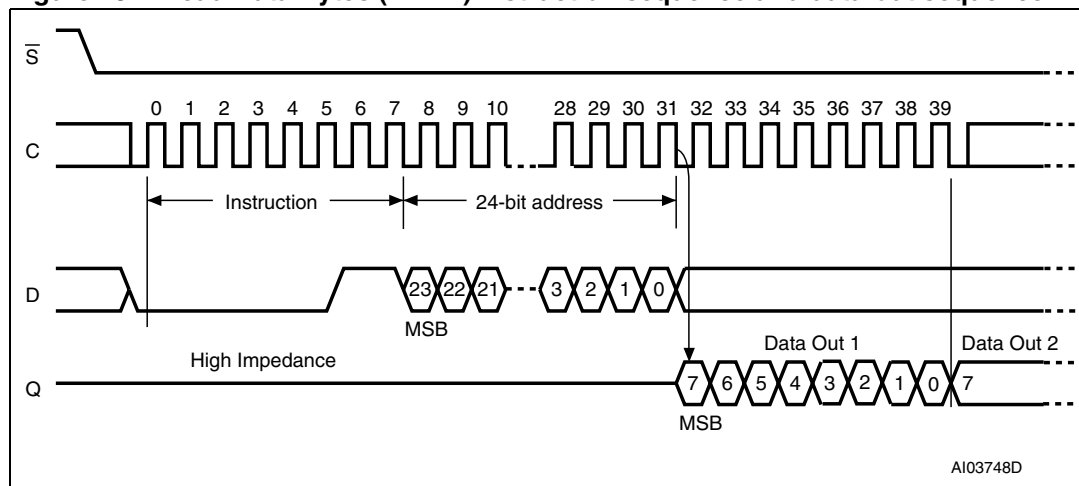 S
0 1 2 3 4 5 6 7 8 9 10 28 29 30 31 32 33 34 35 36 37 38 39
C
Instruction 24-bit address
D 23 22 21 3 2 1 0
MSB
High Impedance Data Out 1 Data Out 2
Q 7 6 5 4 3 2 1 0 7
MSB
AI03748D